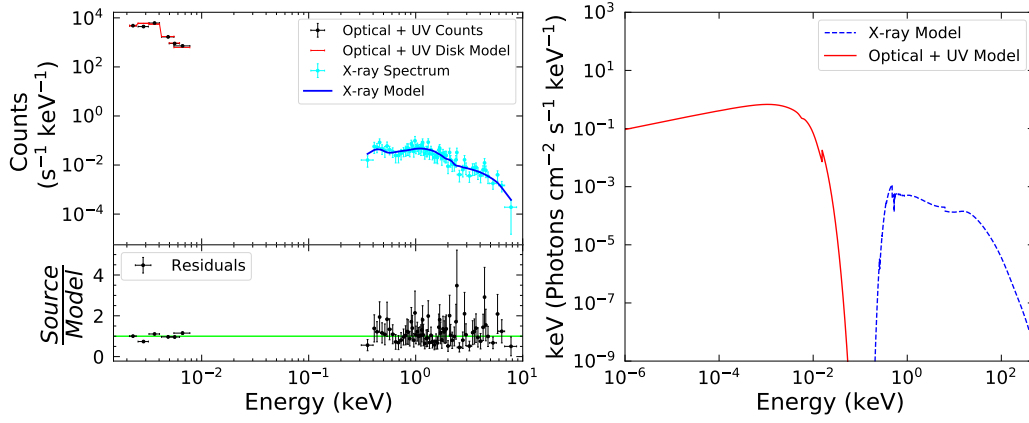 10^4
10^2
10^0
10^-2
10^-4
Counts
(s^-1 keV^-1)
Optical + UV Counts
Optical + UV Disk Model
X-ray Spectrum
X-ray Model
Residuals
4
2
0
Source
Model
10^-2
10^-1
10^0
10^1
Energy (keV)
10^3
10^1
10^-1
10^-3
10^-5
10^-7
10^-9
keV (Photons cm^-2 s^-1 keV^-1)
X-ray Model
Optical + UV Model
10^-6
10^-4
10^-2
10^0
10^2
Energy (keV)